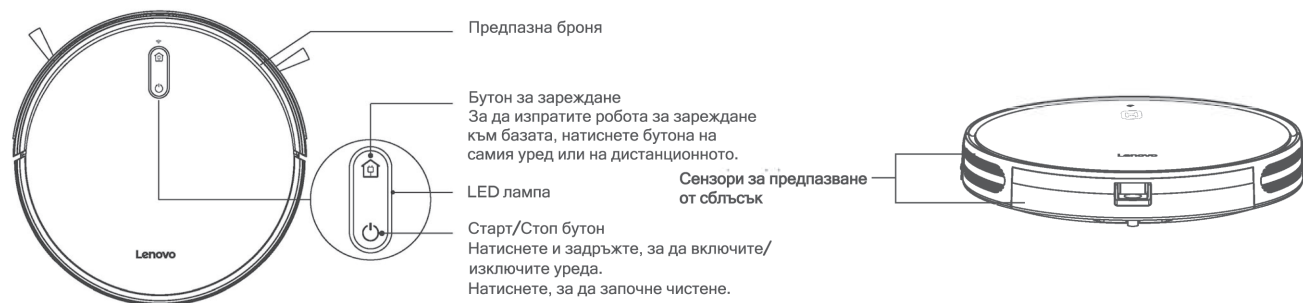 Предпазна броня
Бутон за зареждане
За да изпратите робота за зареждане
към базата, натиснете бутона на
самия уред или на дистанционното.
LED лампа
Старт/Стоп бутон
Натиснете и задръжте, за да включите/
изключите уреда.
Натиснете, за да започне чистене.
Lenovo
Lenovo
Сензори за предпазване
от сблъсък